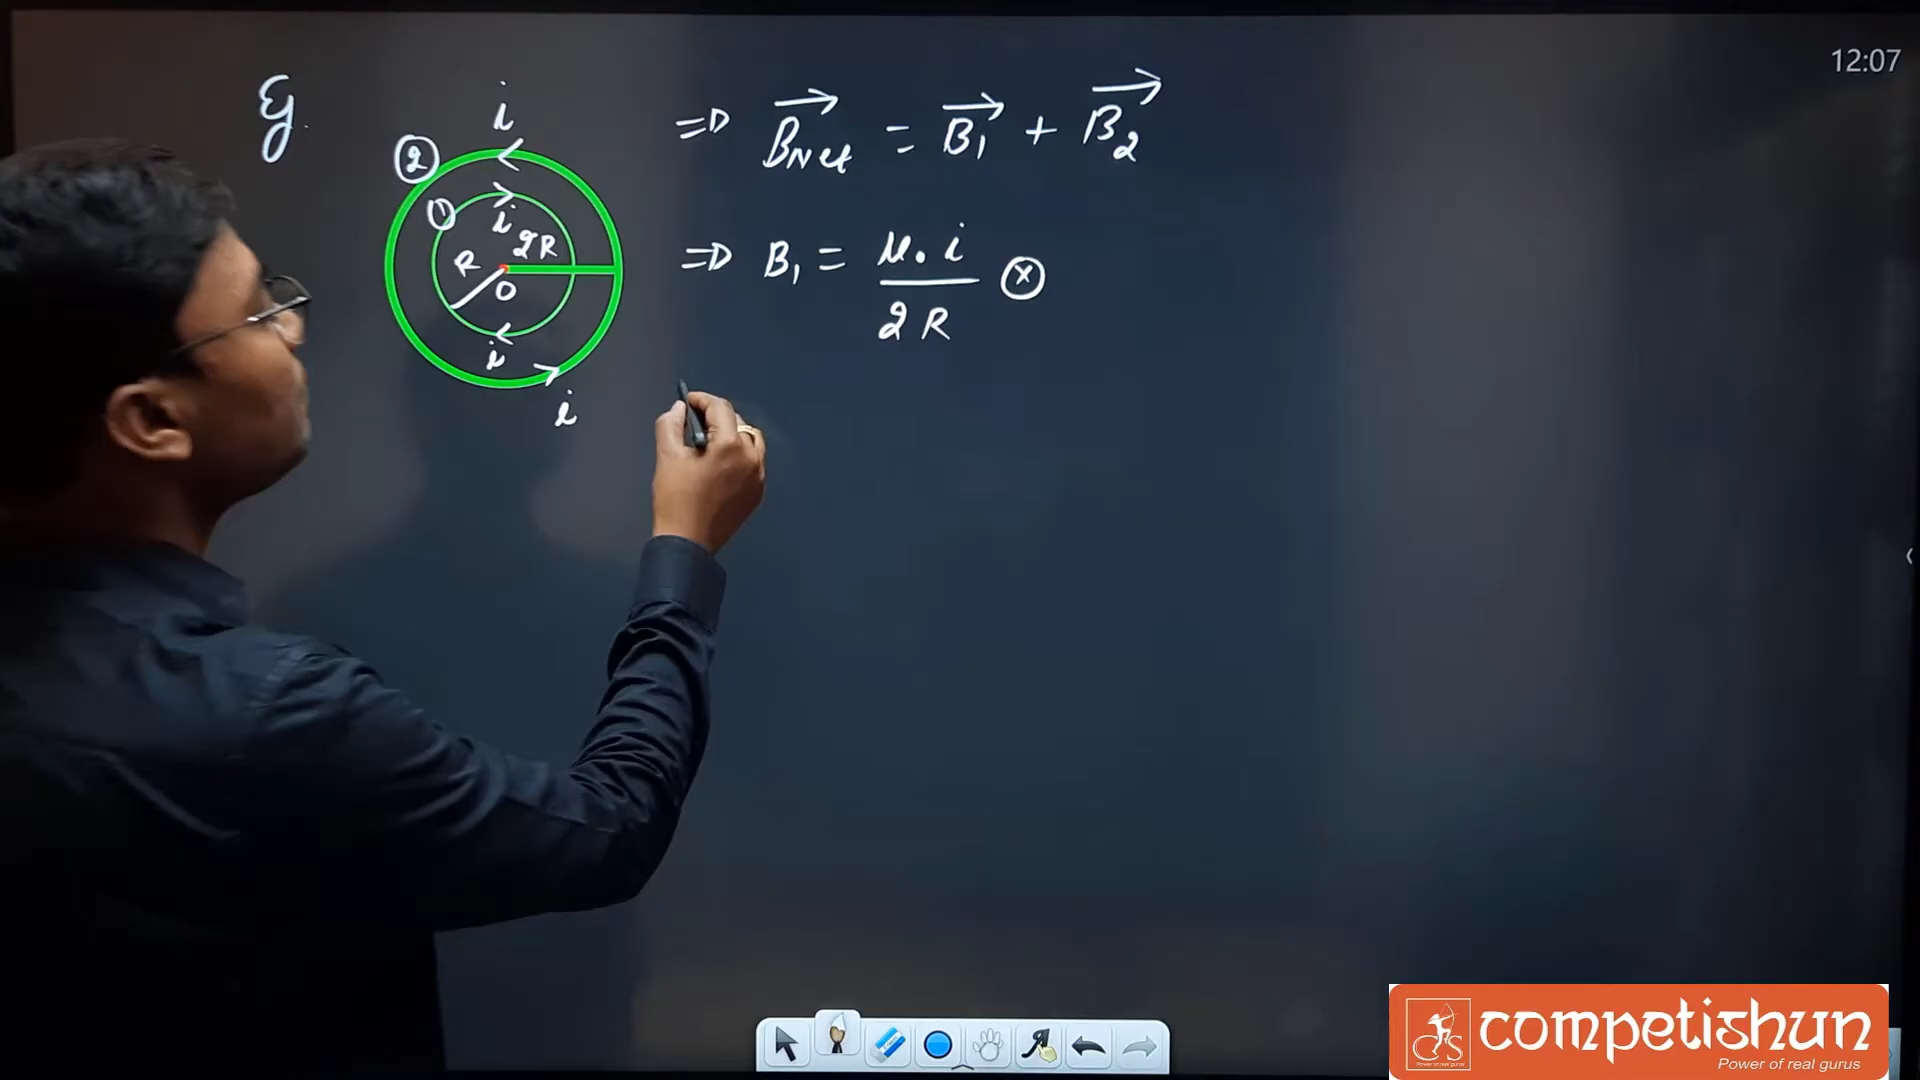 12:07
Eg.
i
②
⇒ B⃗Net = B⃗1 + B⃗2
①
i
2R
R
O
⇒ B1 = μ0 i / 2R ⊗
i
i
competishun
Power of real gurus